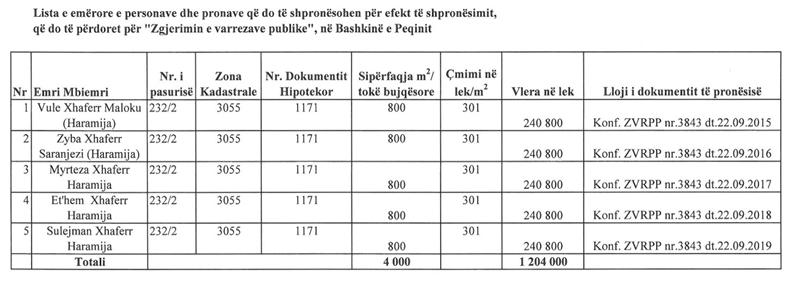 Lista e emërore e personave dhe pronave që do të shpronësohen për efekt të shpronësimit,
që do të përdoret për "Zgjerimin e varrezave publike", në Bashkinë e Peqinit
Nr Emri Mbiemri Nr. i pasurisë Zona Kadastrale Nr. Dokumentit Hipotekor Sipërfaqja m²/ tokë bujqësore Çmimi në lek/m² Vlera në lek Lloji i dokumentit të pronësisë
1 Vule Xhaferr Maloku (Haramija) 232/2 3055 1171 800 301 240 800 Konf. ZVRPP nr.3843 dt.22.09.2015
2 Zyba Xhaferr Saranjezi (Haramija) 232/2 3055 1171 800 301 240 800 Konf. ZVRPP nr.3843 dt.22.09.2016
3 Myrteza Xhaferr Haramija 232/2 3055 1171 800 301 240 800 Konf. ZVRPP nr.3843 dt.22.09.2017
4 Et'hem Xhaferr Haramija 232/2 3055 1171 800 301 240 800 Konf. ZVRPP nr.3843 dt.22.09.2018
5 Sulejman Xhaferr Haramija 232/2 3055 1171 800 301 240 800 Konf. ZVRPP nr.3843 dt.22.09.2019
Totali 4 000 1 204 000